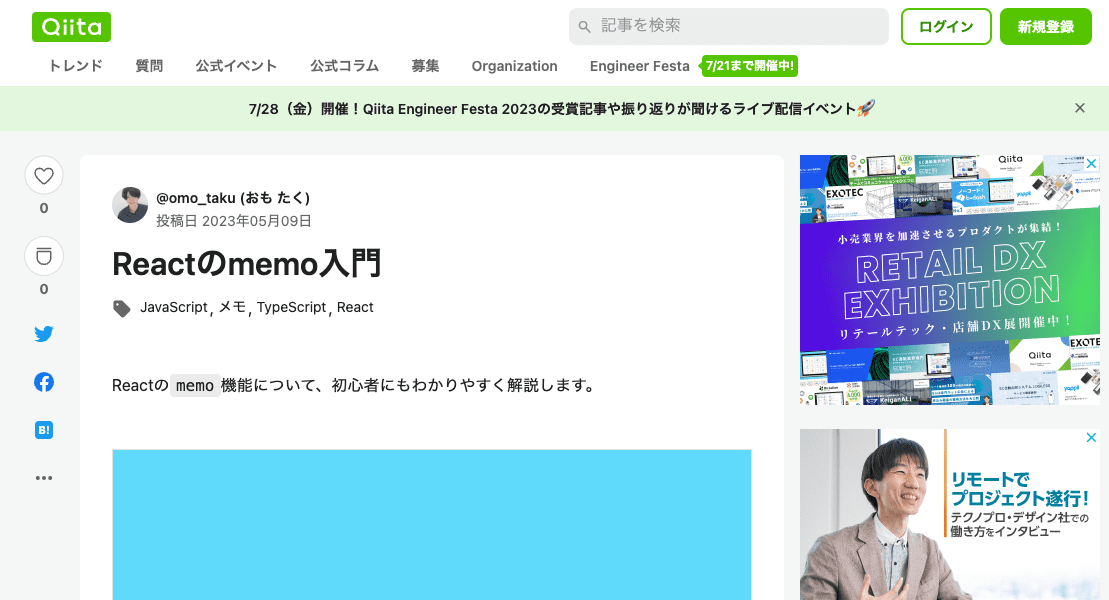 Qiita
記事を検索
ログイン
新規登録
トレンド 質問 公式イベント 公式コラム 募集 Organization Engineer Festa 7/21まで開催中!
7/28（金）開催！Qiita Engineer Festa 2023の受賞記事や振り返りが聞けるライブ配信イベント🚀
0
0
B!
@omo_taku (おも たく)
投稿日 2023年05月09日
Reactのmemo入門
JavaScript, メモ, TypeScript, React
Reactの memo 機能について、初心者にもわかりやすく解説します。
Qiita
EXOTEC
小売業界を加速させるプロダクトが集結！
RETAIL DX
EXHIBITION
リテールテック・店舗DX展開催中！
Qiita
リモートで
プロジェクト遂行!
テクノプロ・デザイン社での
働き方をインタビュー